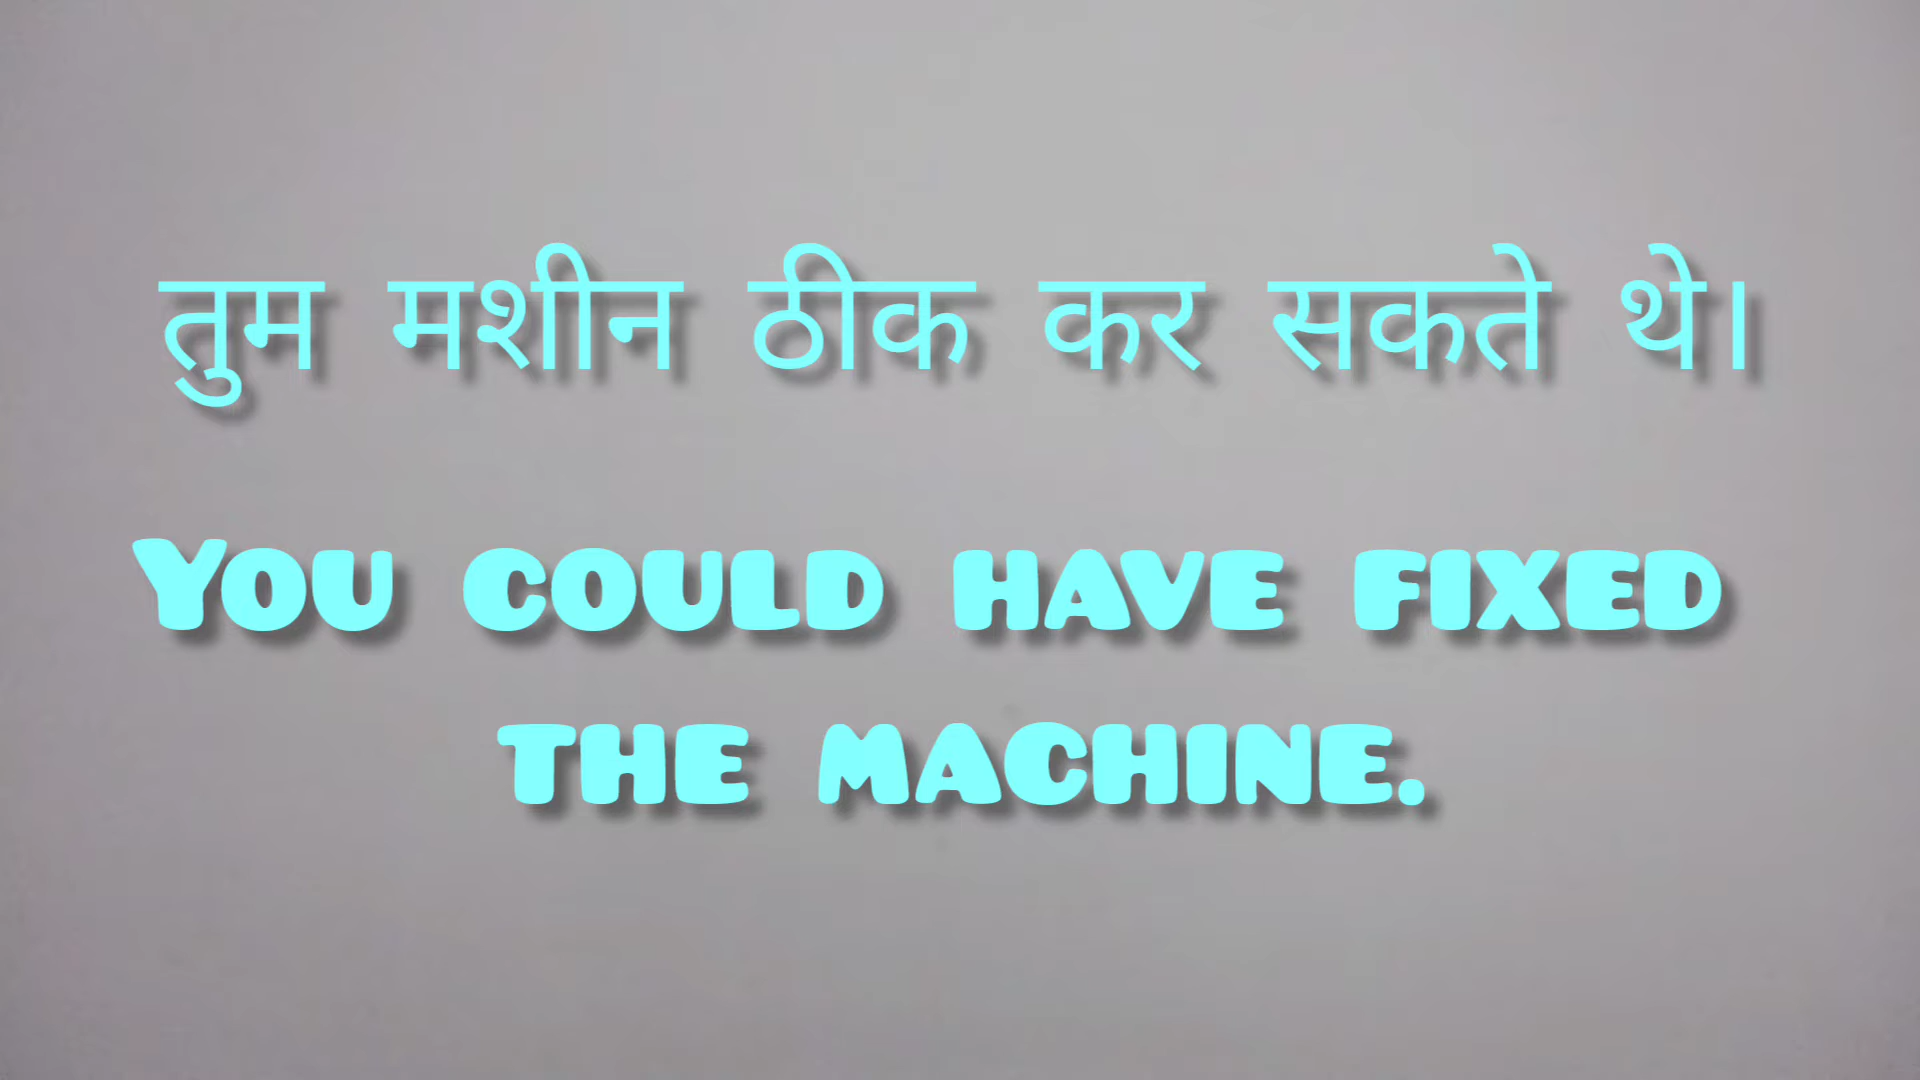 तुम मशीन ठीक कर सकते थे।
You could have fixed
the machine.